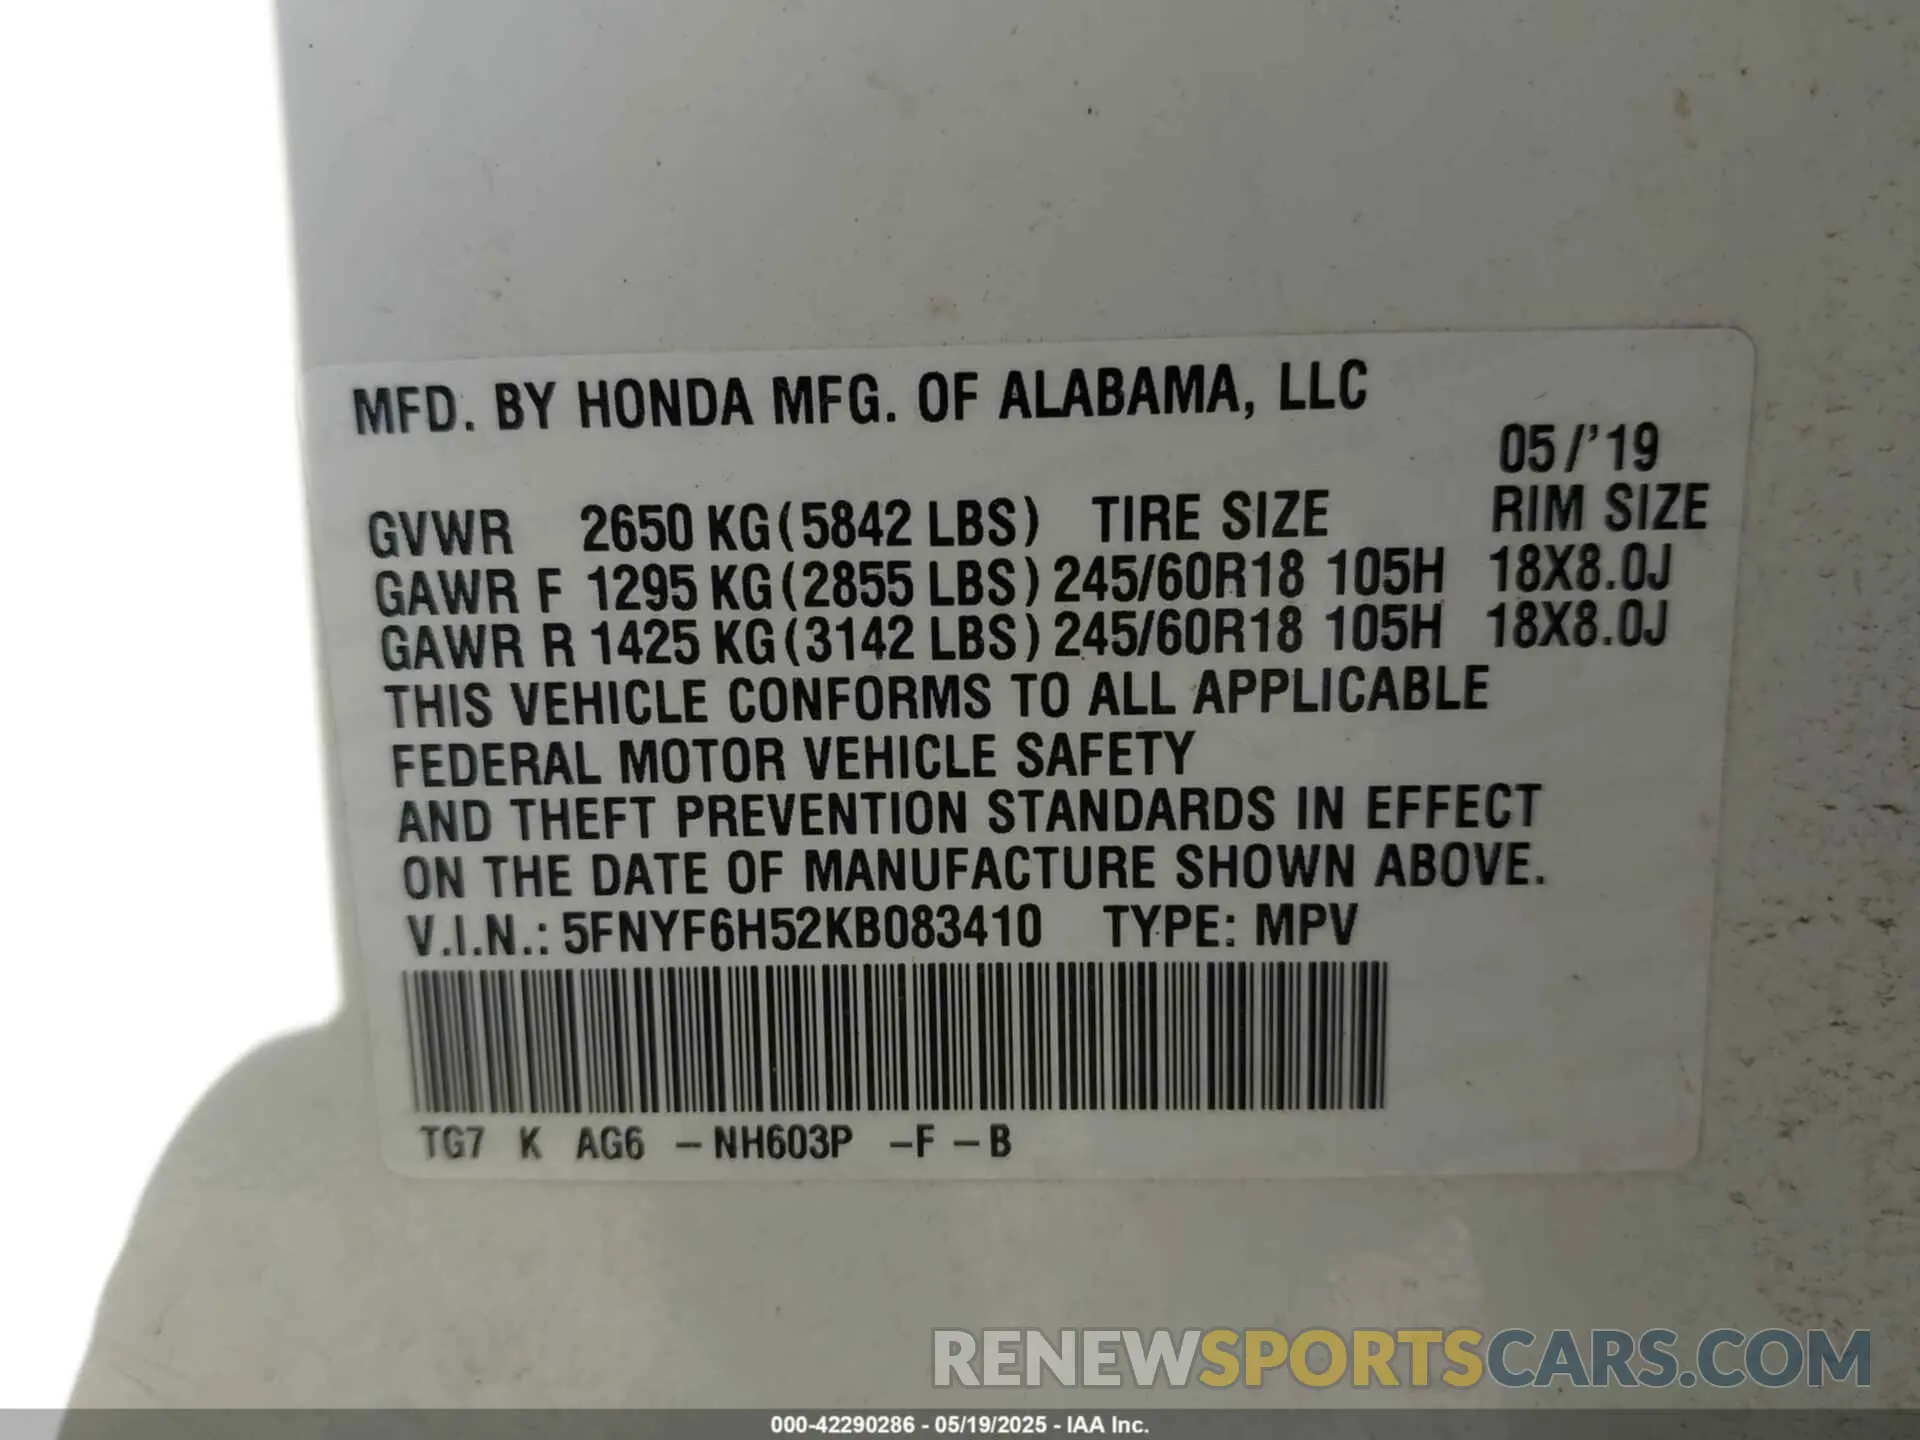 MFD. BY HONDA MFG. OF ALABAMA, LLC
05/'19
GVWR 2650 KG(5842 LBS) TIRE SIZE RIM SIZE
GAWR F 1295 KG(2855 LBS) 245/60R18 105H 18X8.0J
GAWR R 1425 KG(3142 LBS) 245/60R18 105H 18X8.0J
THIS VEHICLE CONFORMS TO ALL APPLICABLE
FEDERAL MOTOR VEHICLE SAFETY
AND THEFT PREVENTION STANDARDS IN EFFECT
ON THE DATE OF MANUFACTURE SHOWN ABOVE.
V.I.N.: 5FNYF6H52KB083410 TYPE: MPV
TG7 K AG6 -NH603P -F -B
RENEWSPORTSCARS.COM
000-42290286 - 05/19/2025 - IAA Inc.